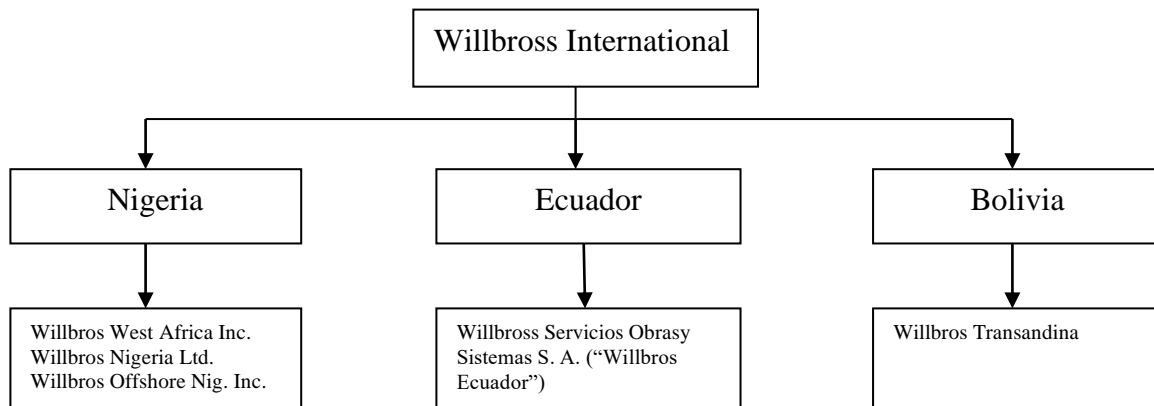 Willbross International
Nigeria
Ecuador
Bolivia
Willbros West Africa Inc.
Willbros Nigeria Ltd.
Willbros Offshore Nig. Inc.
Willbross Servicios Obrasy
Sistemas S. A. (“Willbros
Ecuador”)
Willbros Transandina